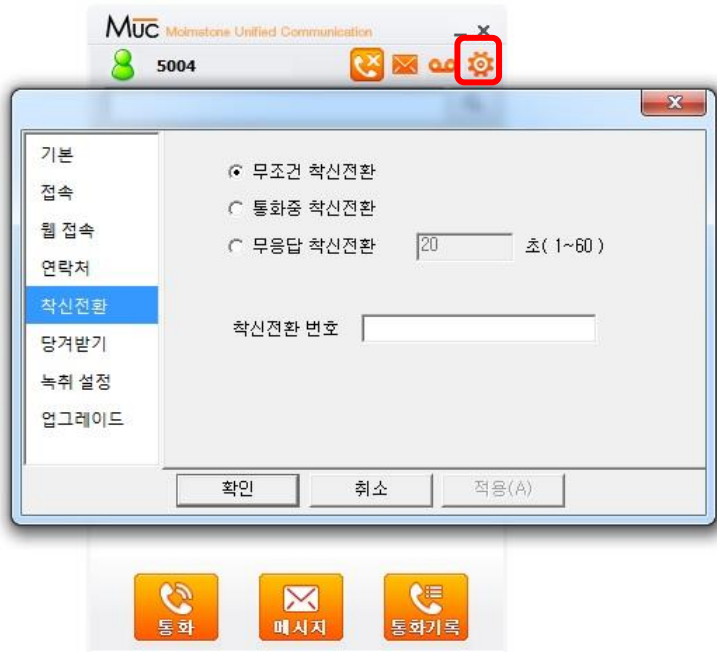 MUC Moimstone Unified Communication
5004
기본
접속
웹 접속
연락처
착신전환
당겨받기
녹취 설정
업그레이드
무조건 착신전환
통화중 착신전환
무응답 착신전환 20 초( 1~60 )
착신전환 번호
확인 취소 적용(A)
통화 메시지 통화기록